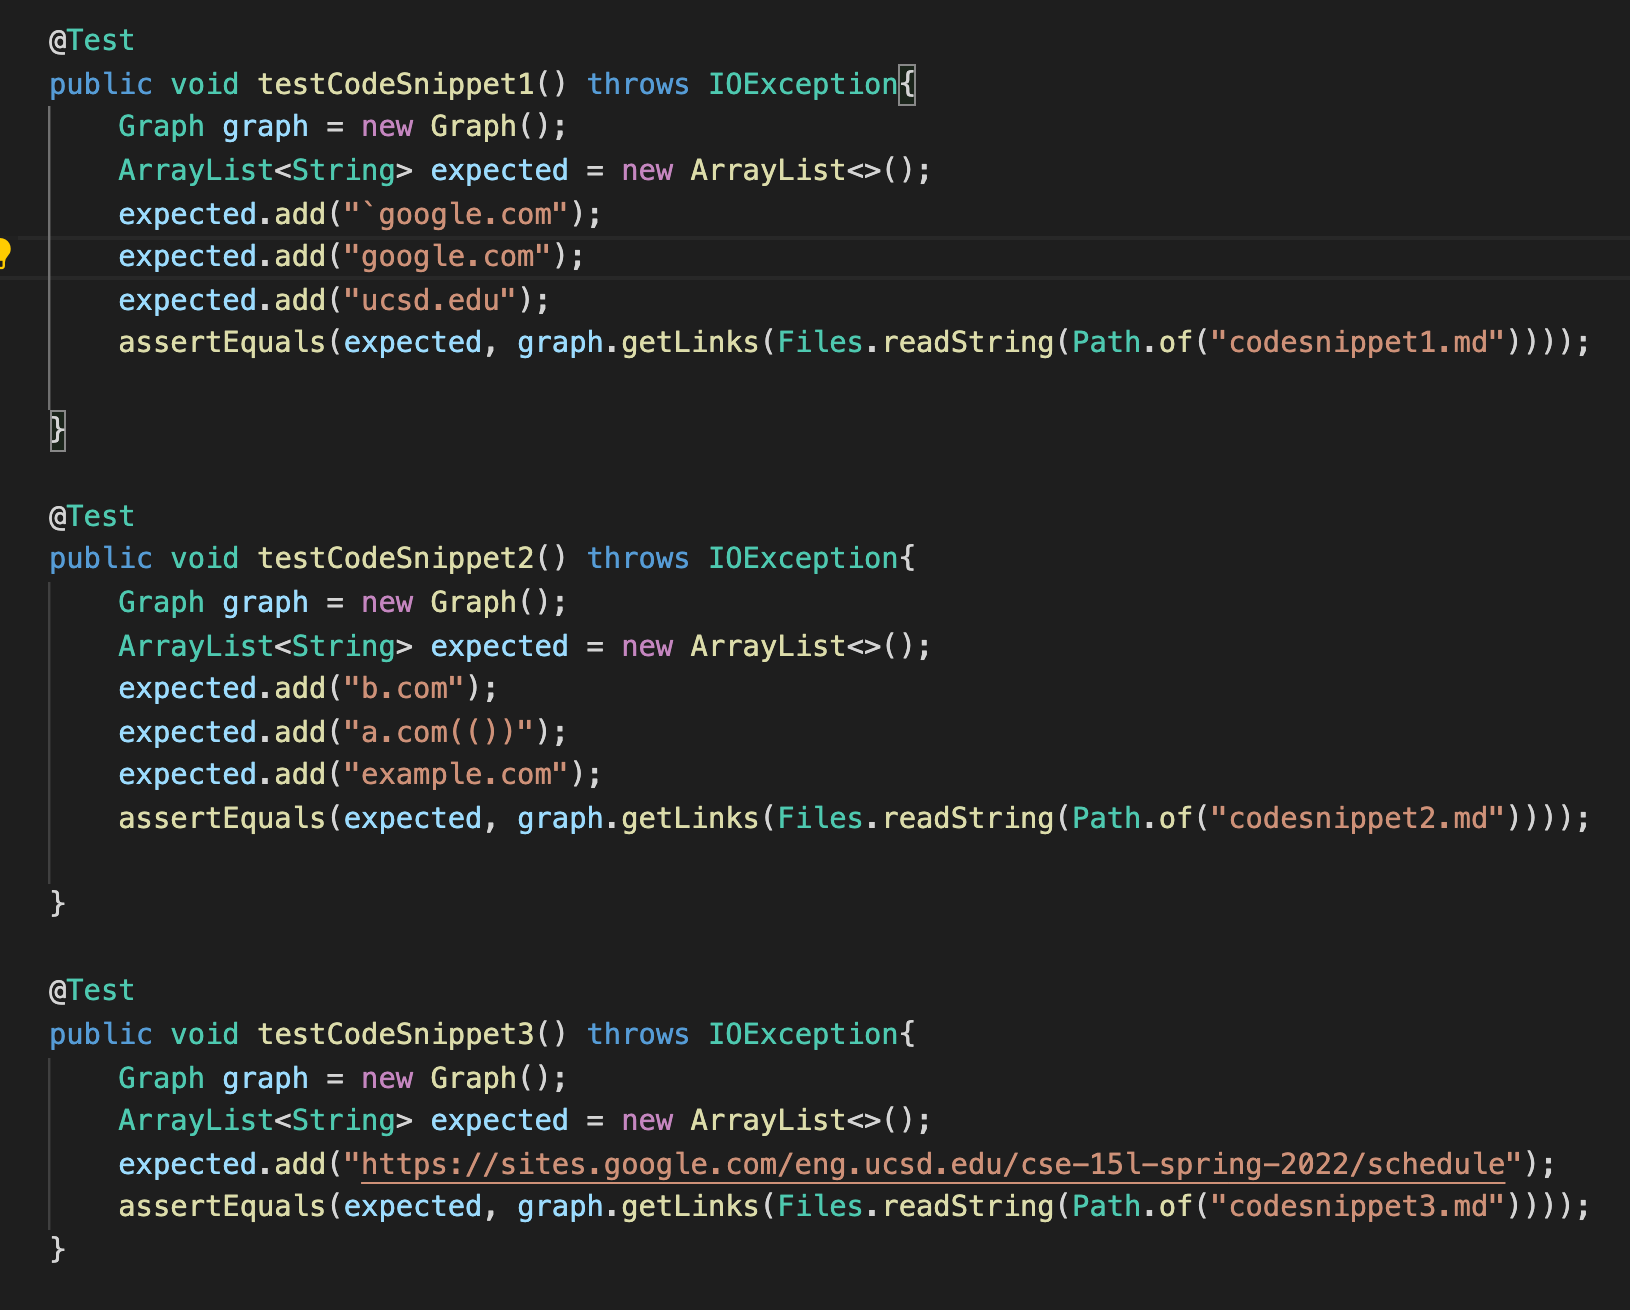 @Test
public void testCodeSnippet1() throws IOException{
    Graph graph = new Graph();
    ArrayList<String> expected = new ArrayList<>();
    expected.add("`google.com");
    expected.add("google.com");
    expected.add("ucsd.edu");
    assertEquals(expected, graph.getLinks(Files.readString(Path.of("codesnippet1.md"))));
}
@Test
public void testCodeSnippet2() throws IOException{
    Graph graph = new Graph();
    ArrayList<String> expected = new ArrayList<>();
    expected.add("b.com");
    expected.add("a.com(())");
    expected.add("example.com");
    assertEquals(expected, graph.getLinks(Files.readString(Path.of("codesnippet2.md"))));
}
@Test
public void testCodeSnippet3() throws IOException{
    Graph graph = new Graph();
    ArrayList<String> expected = new ArrayList<>();
    expected.add("https://sites.google.com/eng.ucsd.edu/cse-15l-spring-2022/schedule");
    assertEquals(expected, graph.getLinks(Files.readString(Path.of("codesnippet3.md"))));
}